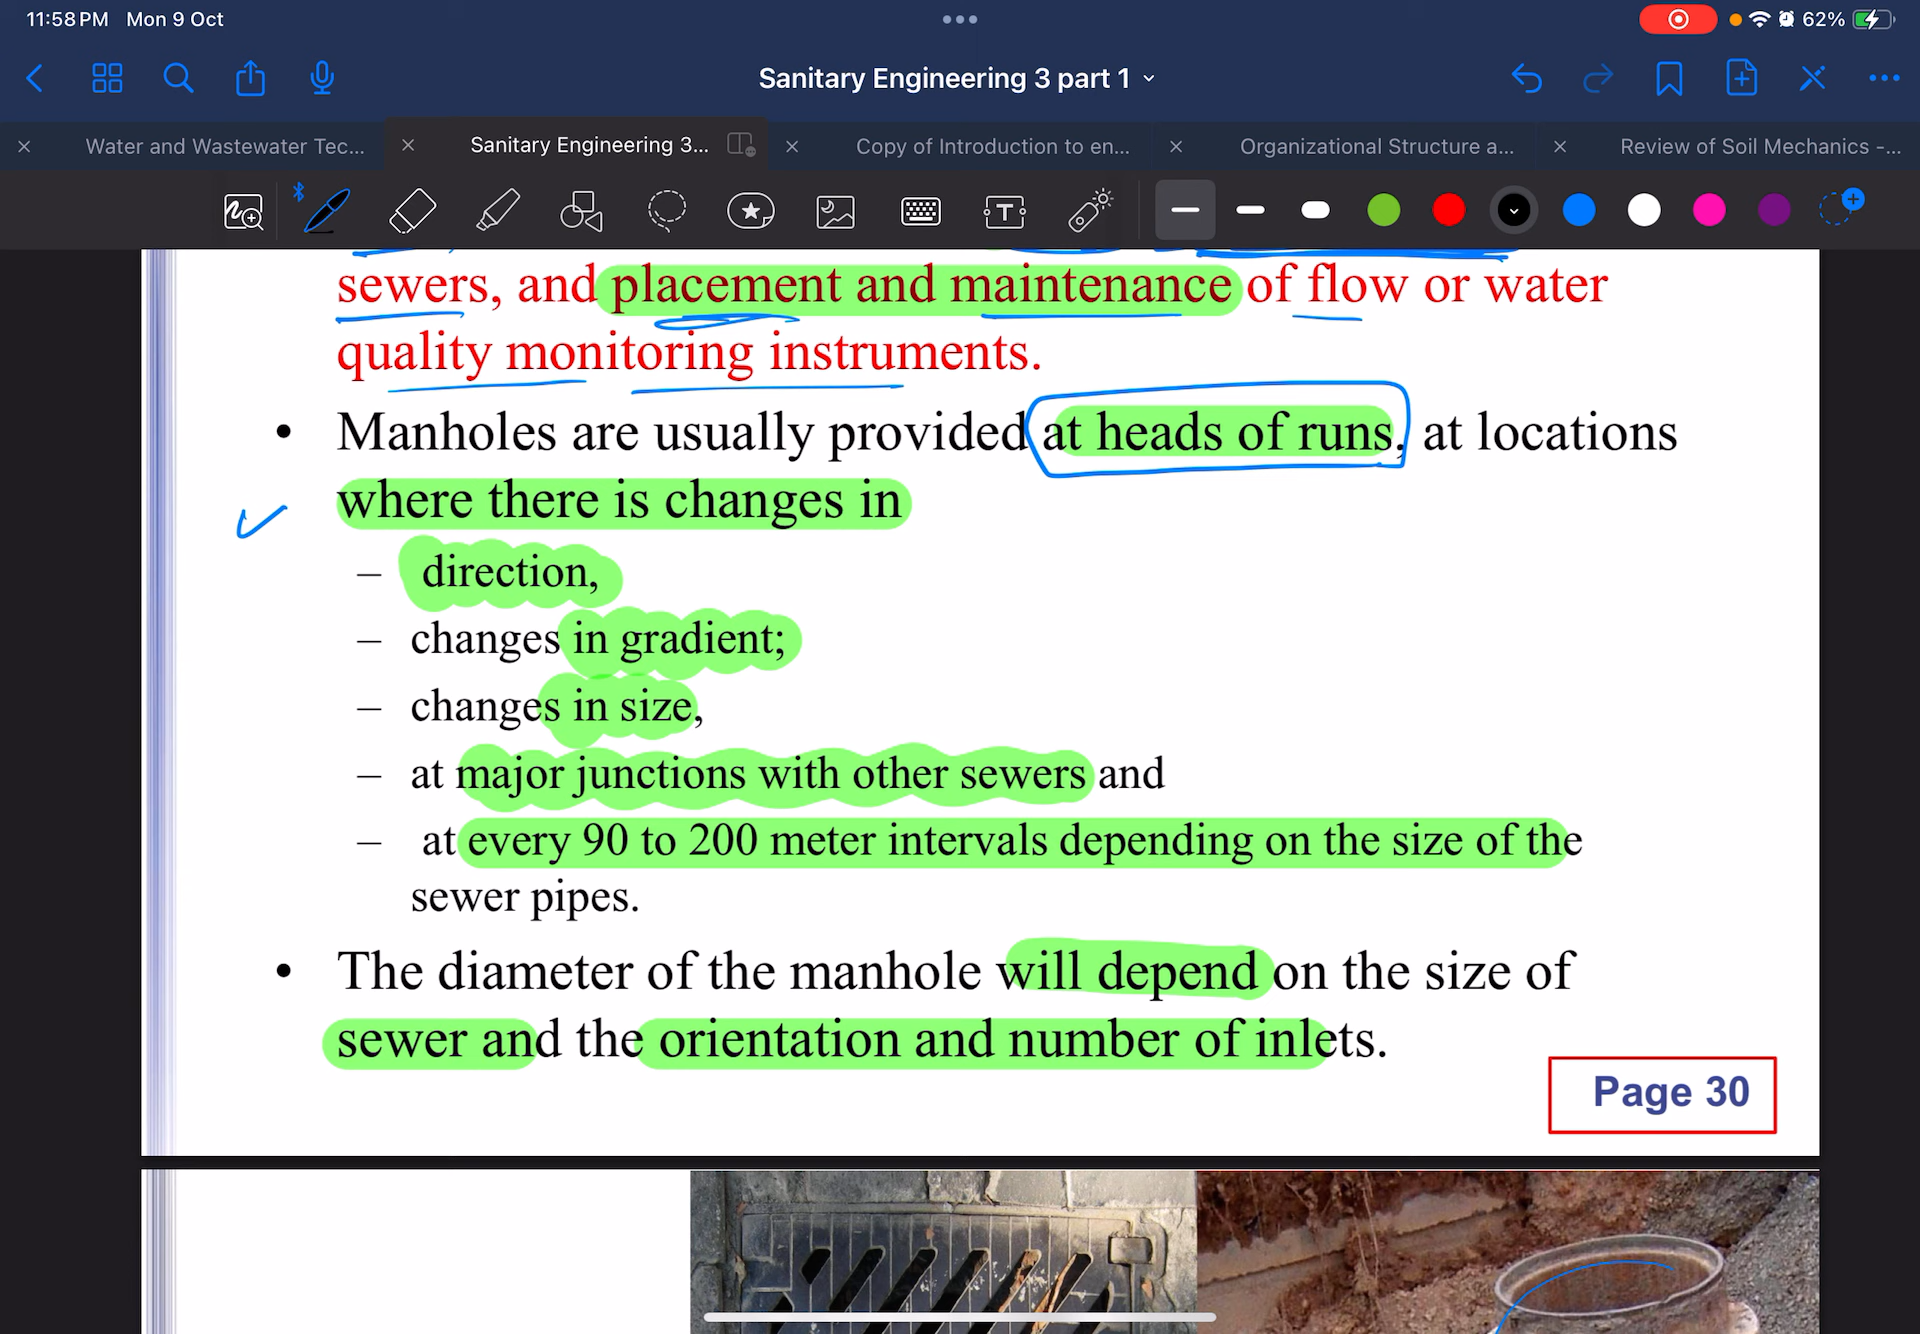 11:58 PM Mon 9 Oct
62%
Sanitary Engineering 3 part 1
Water and Wastewater Tec...
Sanitary Engineering 3...
Copy of Introduction to en...
Organizational Structure a...
Review of Soil Mechanics -...
sewers, and placement and maintenance of flow or water
quality monitoring instruments.
• Manholes are usually provided at heads of runs, at locations
where there is changes in
– direction,
– changes in gradient;
– changes in size,
– at major junctions with other sewers and
– at every 90 to 200 meter intervals depending on the size of the
sewer pipes.
• The diameter of the manhole will depend on the size of
sewer and the orientation and number of inlets.
Page 30